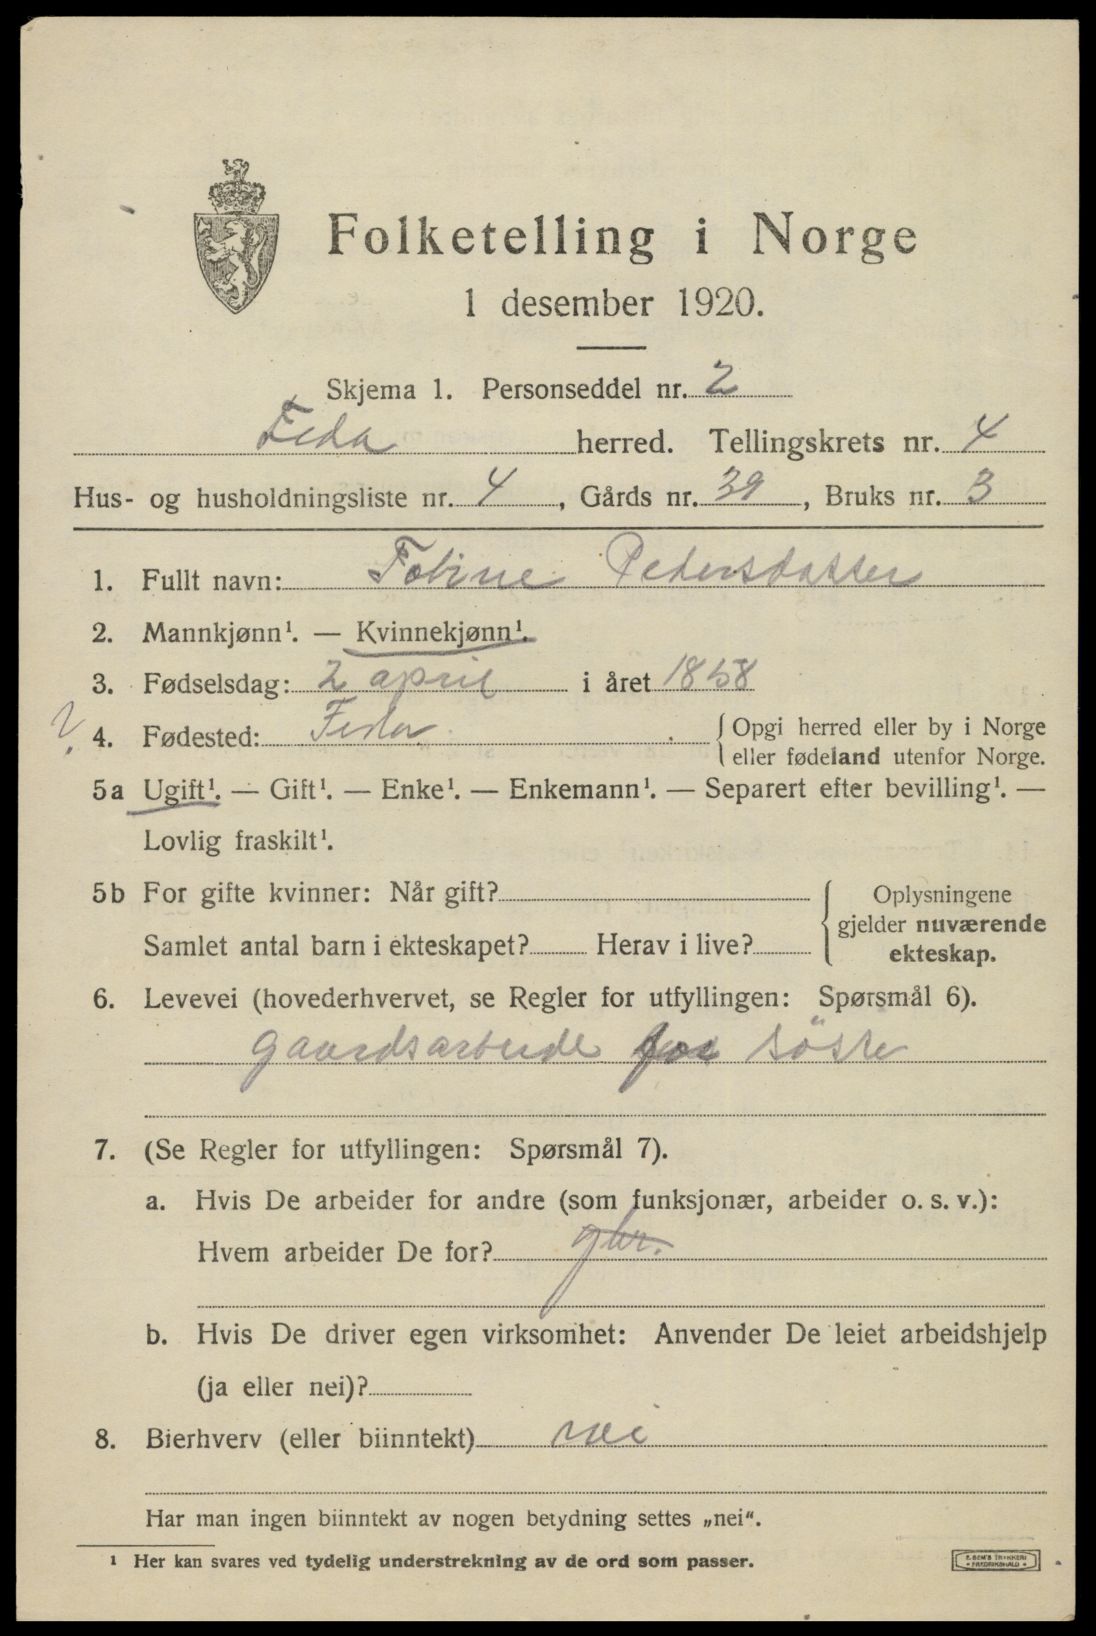 Folketelling i Norge
1 desember 1920.
Skjema 1. Personseddel nr. 2
Feda herred. Tellingskrets nr. 4
Hus- og husholdningsliste nr. 4, Gårds nr. 39, Bruks nr. 3
1. Fullt navn: Tobine Pedersdatter
2. Mannkjønn¹. — Kvinnekjønn¹.
3. Fødselsdag: 2 april i året 1858
4. Fødested: Feda { Opgi herred eller by i Norge
eller fødeland utenfor Norge.
5a Ugift¹. — Gift¹. — Enke¹. — Enkemann¹. — Separert efter bevilling¹. —
Lovlig fraskilt¹.
5b For gifte kvinner: Når gift? { Oplysningene
gjelder nuværende
Samlet antal barn i ekteskapet? Herav i live? ekteskap.
6. Levevei (hovederhvervet, se Regler for utfyllingen: Spørsmål 6).
gaardsarbeide for söster
7. (Se Regler for utfyllingen: Spørsmål 7).
a. Hvis De arbeider for andre (som funksjonær, arbeider o. s. v.):
Hvem arbeider De for? gbr.
b. Hvis De driver egen virksomhet: Anvender De leiet arbeidshjelp
(ja eller nei)?
8. Bierhverv (eller biinntekt) nei
Har man ingen biinntekt av nogen betydning settes „nei".
¹ Her kan svares ved tydelig understrekning av de ord som passer.
E. SEM'S TRYKKERI
FREDRIKSHALD